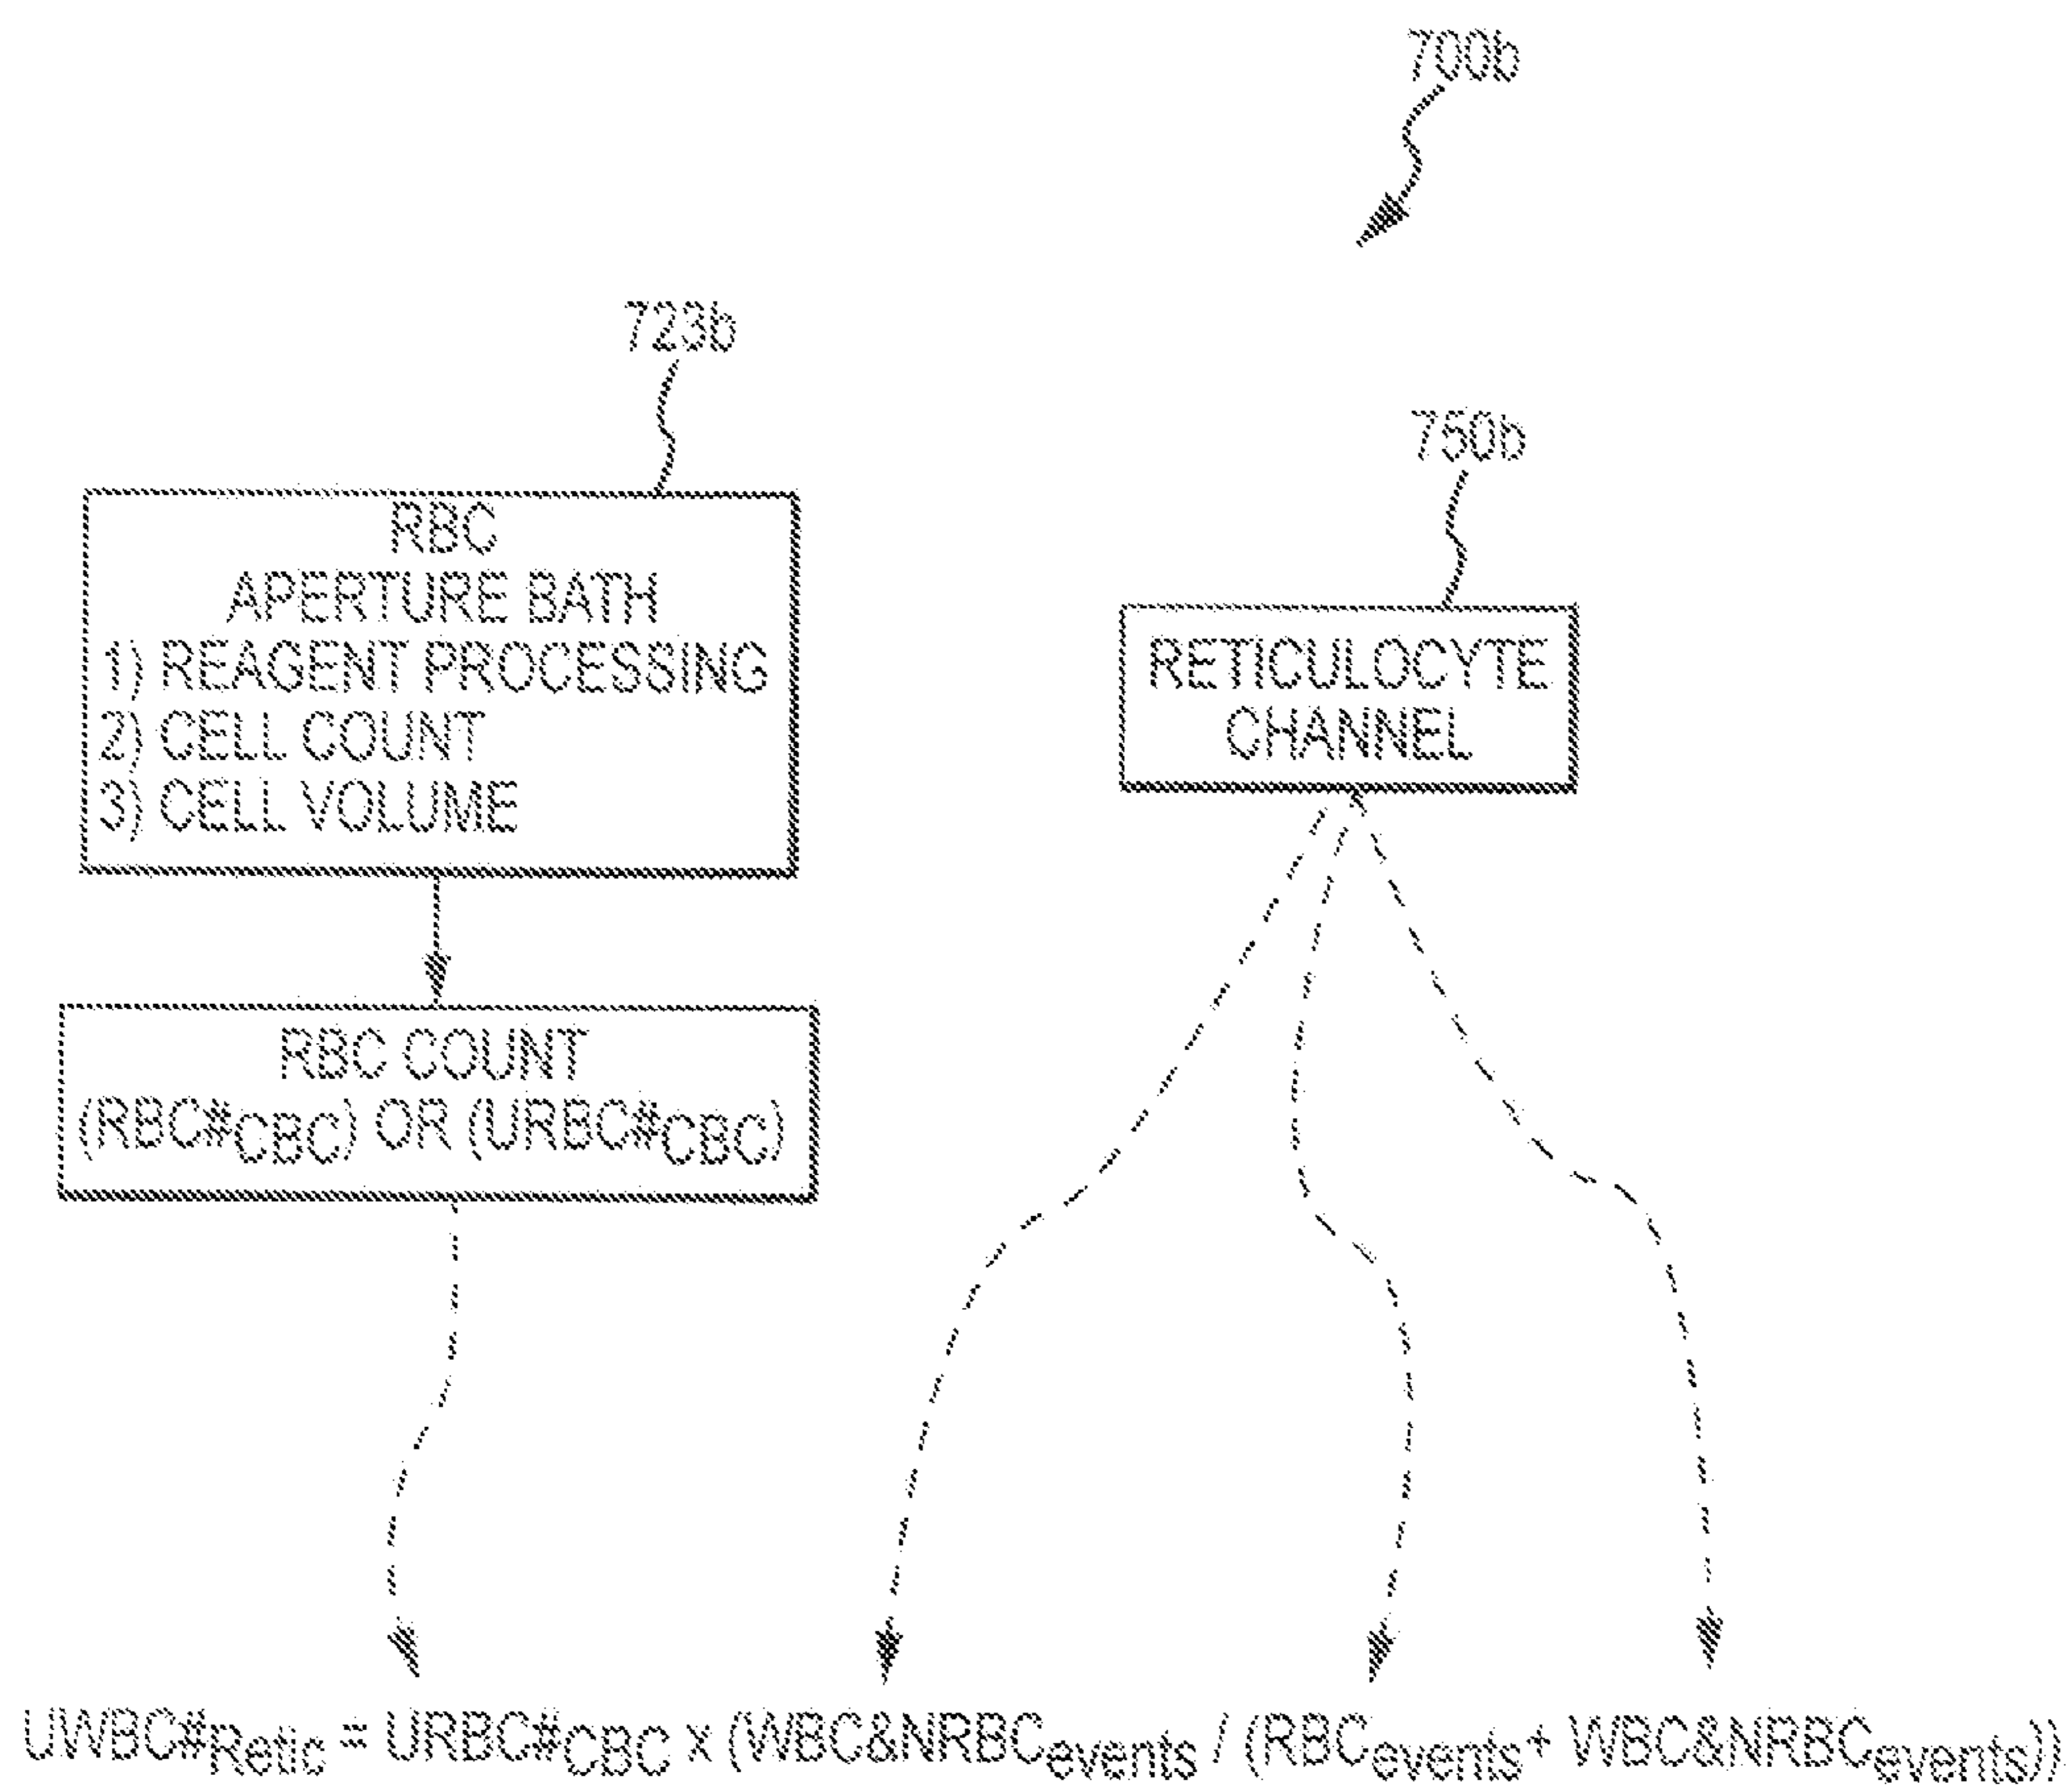 700b
723b
750b
RBC
APERTURE BATH
1) REAGENT PROCESSING
2) CELL COUNT
3) CELL VOLUME
RETICULOCYTE
CHANNEL
RBC COUNT
(RBC#CBC) OR (URBC#CBC)
UWBC#Retic = URBC#CBC x (WBC&NRBCevents / (RBCevents+ WBC&NRBCevents))